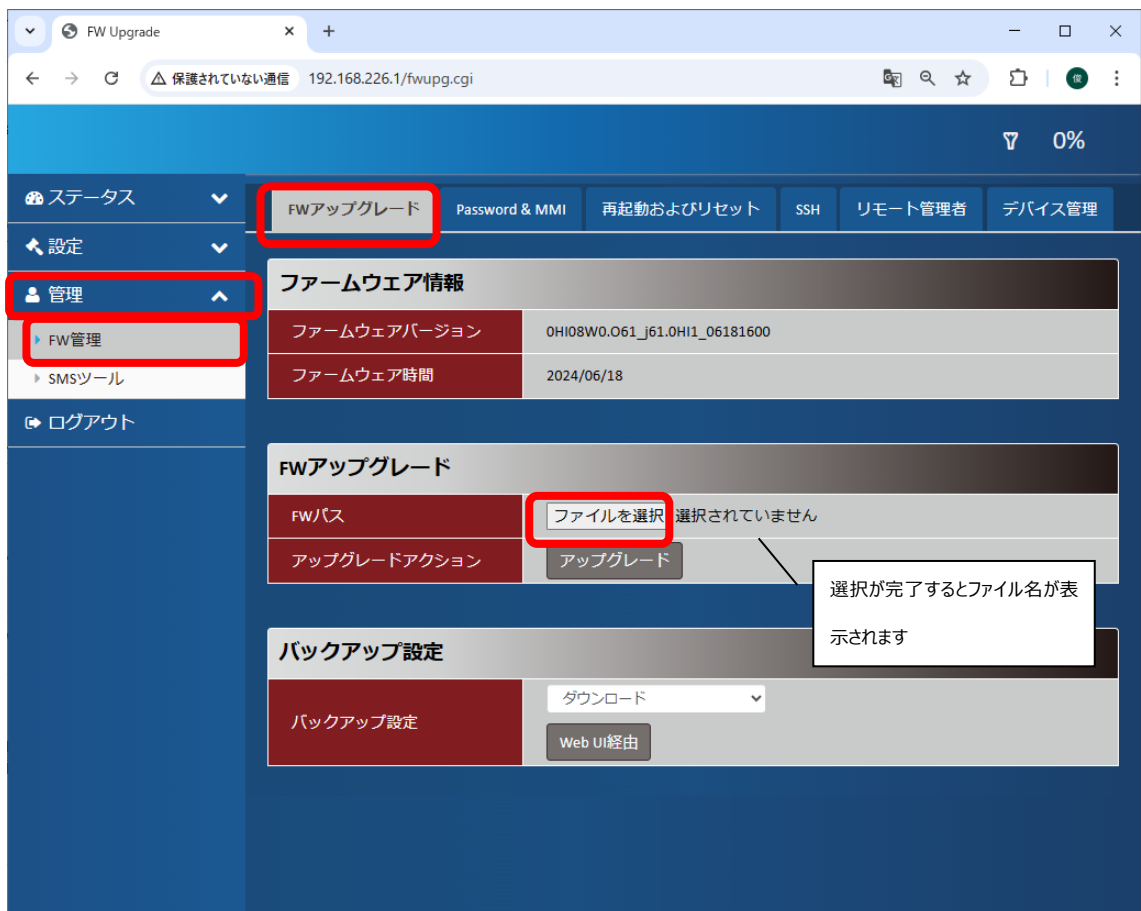 FW Upgrade
保護されていない通信 192.168.226.1/fwupg.cgi
俊
0%
ステータス
設定
管理
FW管理
SMSツール
ログアウト
FWアップグレード Password & MMI 再起動およびリセット SSH リモート管理者 デバイス管理
ファームウェア情報
ファームウェアバージョン 0HI08W0.O61_j61.0HI1_06181600
ファームウェア時間 2024/06/18
FWアップグレード
FWパス ファイルを選択 選択されていません
アップグレードアクション アップグレード
選択が完了するとファイル名が表
示されます
バックアップ設定
バックアップ設定 ダウンロード
Web UI経由